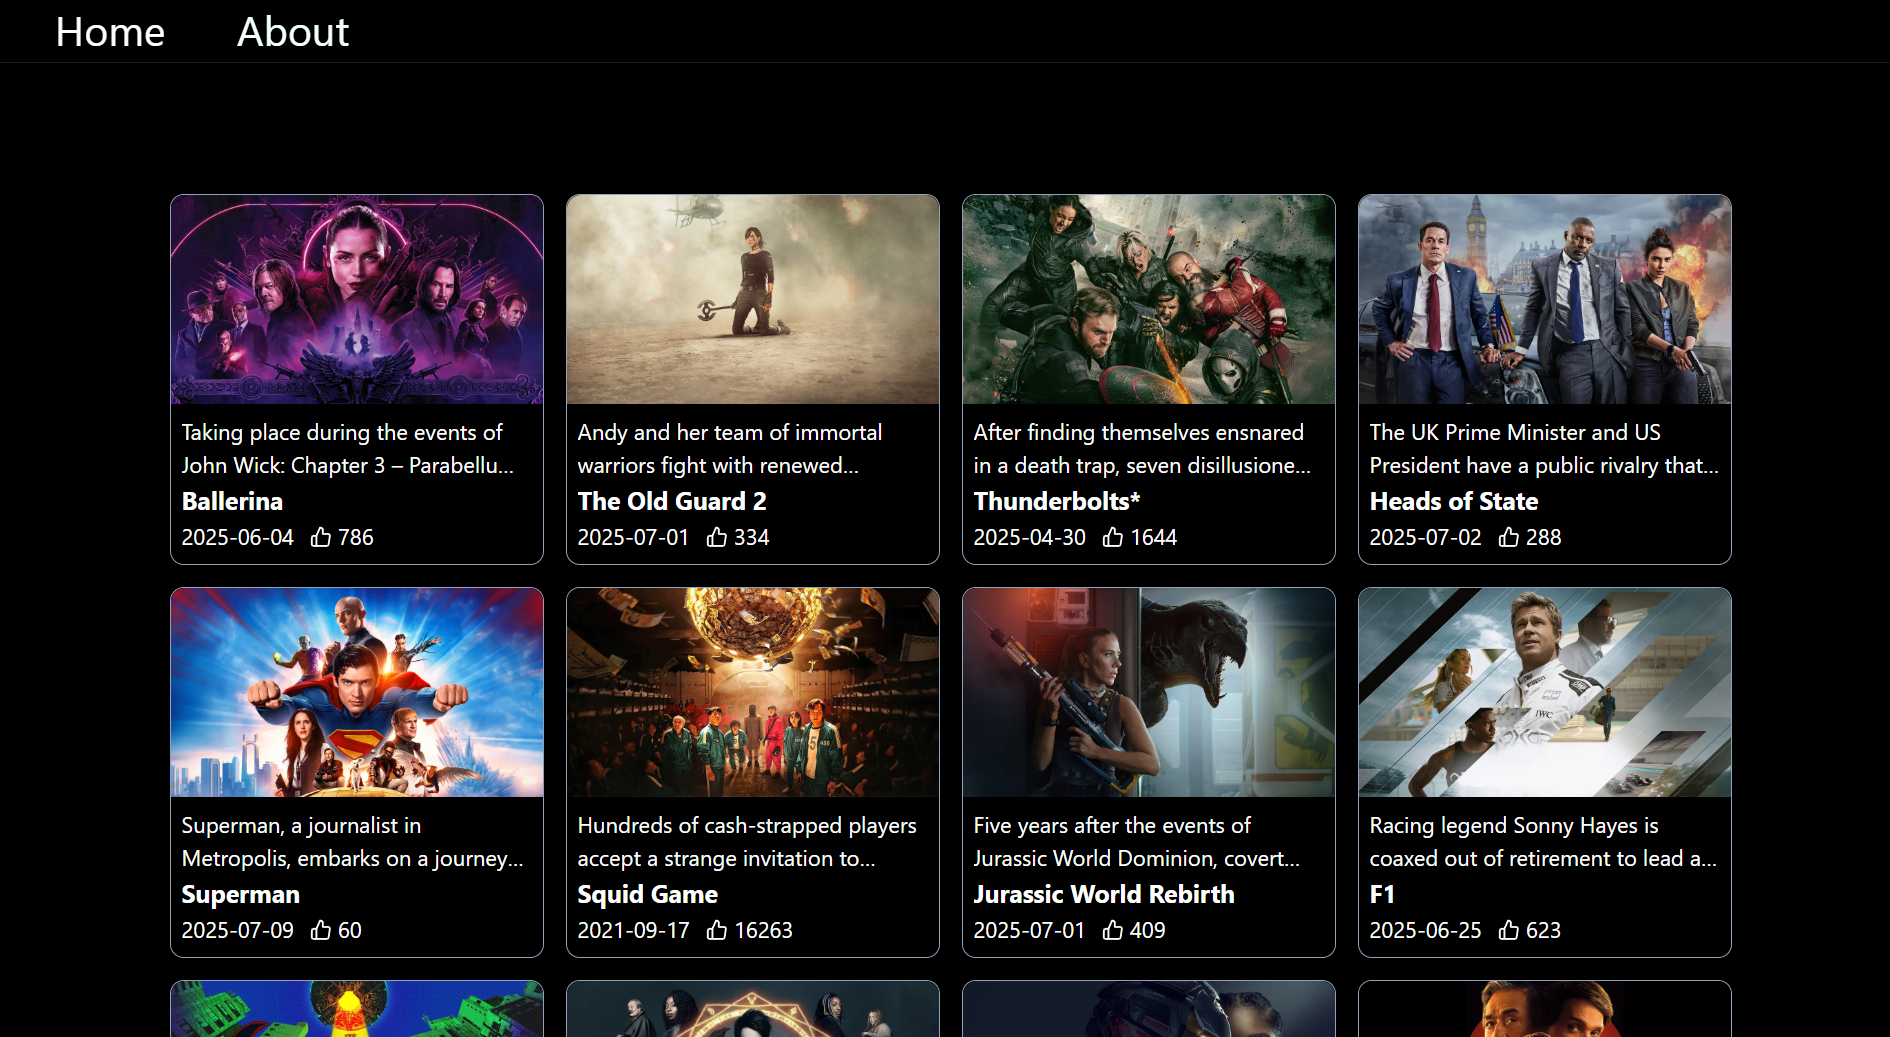 Home About
Taking place during the events of
John Wick: Chapter 3 – Parabellu...
Ballerina
2025-06-04 786
Andy and her team of immortal
warriors fight with renewed...
The Old Guard 2
2025-07-01 334
After finding themselves ensnared
in a death trap, seven disillusione...
Thunderbolts*
2025-04-30 1644
The UK Prime Minister and US
President have a public rivalry that...
Heads of State
2025-07-02 288
Superman, a journalist in
Metropolis, embarks on a journey...
Superman
2025-07-09 60
Hundreds of cash-strapped players
accept a strange invitation to...
Squid Game
2021-09-17 16263
Five years after the events of
Jurassic World Dominion, covert...
Jurassic World Rebirth
2025-07-01 409
IWC
Racing legend Sonny Hayes is
coaxed out of retirement to lead a...
F1
2025-06-25 623